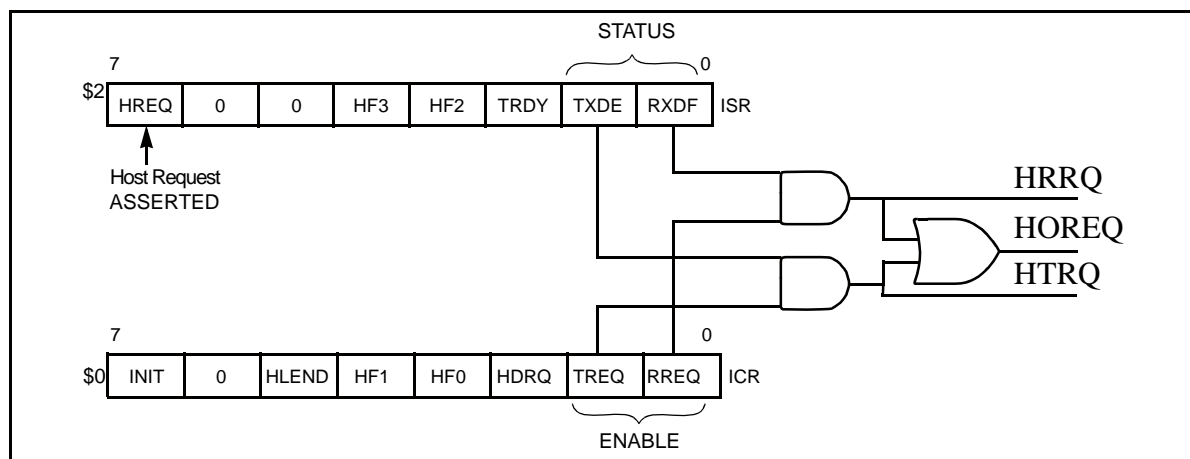 STATUS
7 0
$2 HREQ 0 0 HF3 HF2 TRDY TXDE RXDF ISR
Host Request
ASSERTED
HRRQ
HOREQ
HTRQ
7 0
$0 INIT 0 HLEND HF1 HF0 HDRQ TREQ RREQ ICR
ENABLE